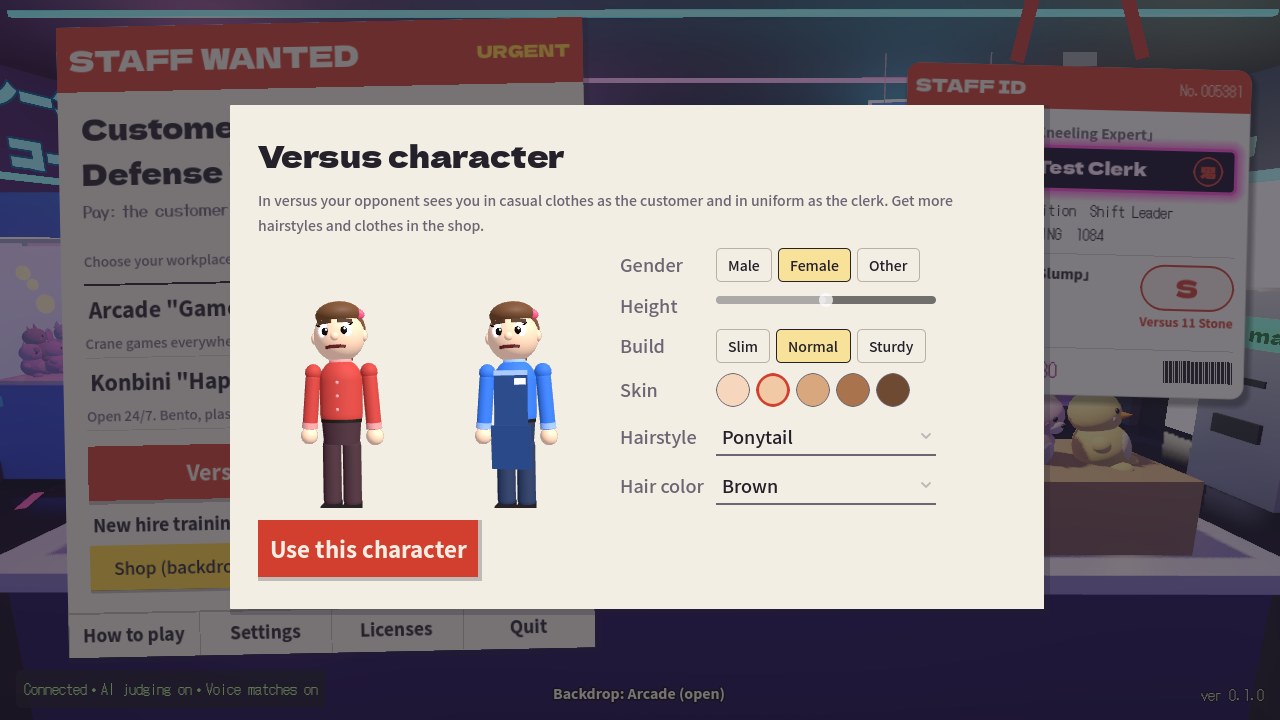 STAFF WANTED
URGENT
Custome
Defense
Pay: the customer
Choose your workplace
Arcade "Game
Crane games everywhe
Konbini "Hap
Open 24/7. Bento, plas
Vers
New hire trainin
Shop (backdro
How to play
Settings
Licenses
Quit
Versus character
In versus your opponent sees you in casual clothes as the customer and in uniform as the clerk. Get more
hairstyles and clothes in the shop.
Gender
Male
Female
Other
Height
Build
Slim
Normal
Sturdy
Skin
Hairstyle
Ponytail
Hair color
Brown
Use this character
STAFF ID
No. 005381
neeling Expert」
Test Clerk
ition Shift Leader
NG 1084
Slump」
S
Versus 11 Stone
Connected • AI judging on • Voice matches on
Backdrop: Arcade (open)
ver 0.1.0